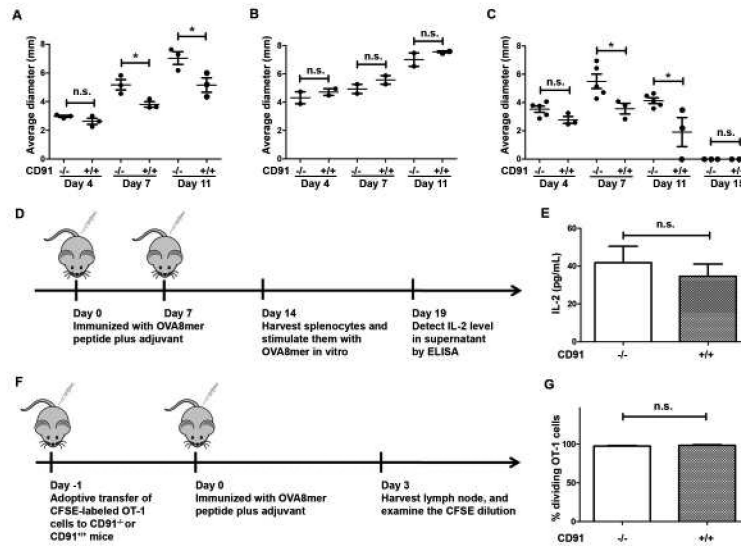 A
B
C
Average diameter (mm)
8
6
4
2
0
n.s.
*
*
CD91 -/- +/+ -/- +/+ -/- +/+
Day 4 Day 7 Day 11
Average diameter (mm)
8
6
4
2
0
n.s.
n.s.
n.s.
-/- +/+ -/- +/+ -/- +/+
Day 4 Day 7 Day 11
Average diameter (mm)
8
6
4
2
0
n.s.
*
*
n.s.
CD91 -/- +/+ -/- +/+ -/- +/+ -/- +/+
Day 4 Day 7 Day 11 Day 15
D
Day 0
Immunized with OVA8mer
peptide plus adjuvant
Day 7
Day 14
Harvest splenocytes and
stimulate them with
OVA8mer in vitro
Day 19
Detect IL-2 level
in supernatant
by ELISA
E
n.s.
IL-2 (pg/mL)
60
40
20
0
CD91 -/- +/+
F
Day -1
Adoptive transfer of
CFSE-labeled OT-1
cells to CD91-/- or
CD91+/+ mice
Day 0
Immunized with OVA8mer
peptide plus adjuvant
Day 3
Harvest lymph node, and
examine the CFSE dilution
G
n.s.
% dividing OT-1 cells
100
50
0
CD91 -/- +/+